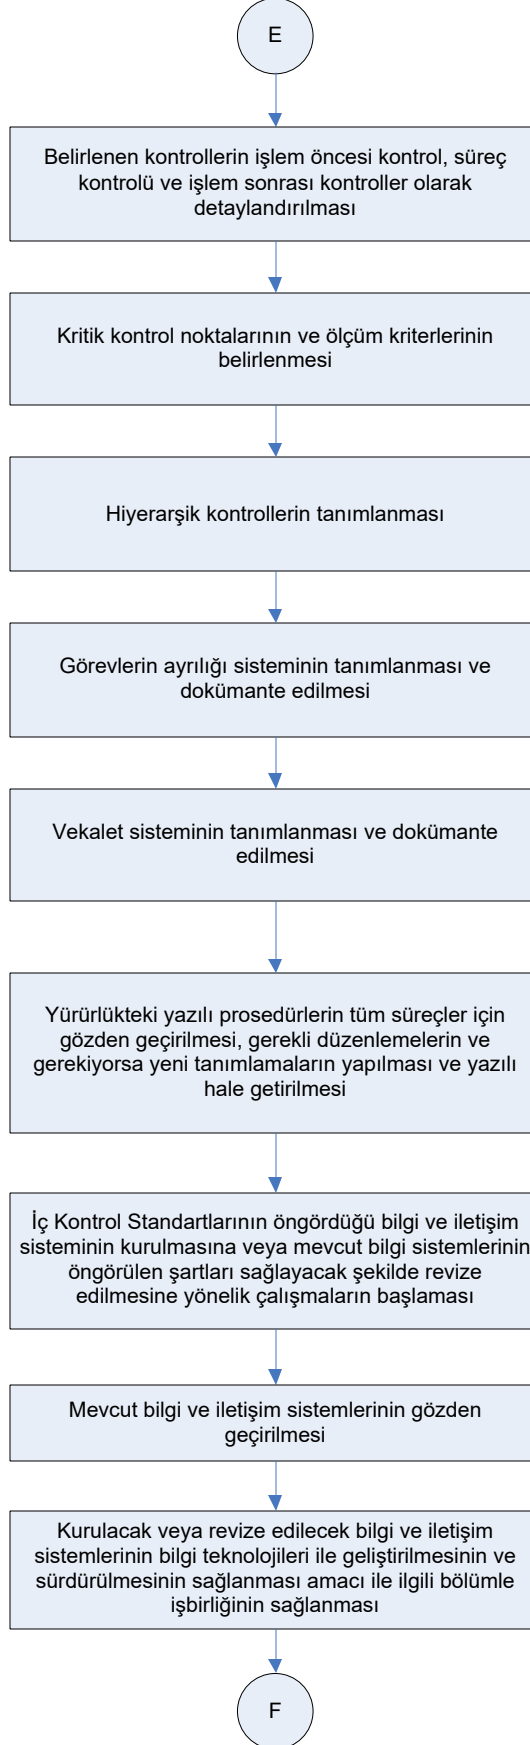 E
Belirlenen kontrollerin işlem öncesi kontrol, süreç
kontrolü ve işlem sonrası kontroller olarak
detaylandırılması
Kritik kontrol noktalarının ve ölçüm kriterlerinin
belirlenmesi
Hiyerarşik kontrollerin tanımlanması
Görevlerin ayrılığı sisteminin tanımlanması ve
dokümante edilmesi
Vekalet sisteminin tanımlanması ve dokümante
edilmesi
Yürürlükteki yazılı prosedürlerin tüm süreçler için
gözden geçirilmesi, gerekli düzenlemelerin ve
gerekiyorsa yeni tanımlamaların yapılması ve yazılı
hale getirilmesi
İç Kontrol Standartlarının öngördüğü bilgi ve iletişim
sisteminin kurulmasına veya mevcut bilgi sistemlerinin
öngörülen şartları sağlayacak şekilde revize
edilmesine yönelik çalışmaların başlaması
Mevcut bilgi ve iletişim sistemlerinin gözden
geçirilmesi
Kurulacak veya revize edilecek bilgi ve iletişim
sistemlerinin bilgi teknolojileri ile geliştirilmesinin ve
sürdürülmesinin sağlanması amacı ile ilgili bölümle
işbirliğinin sağlanması
F